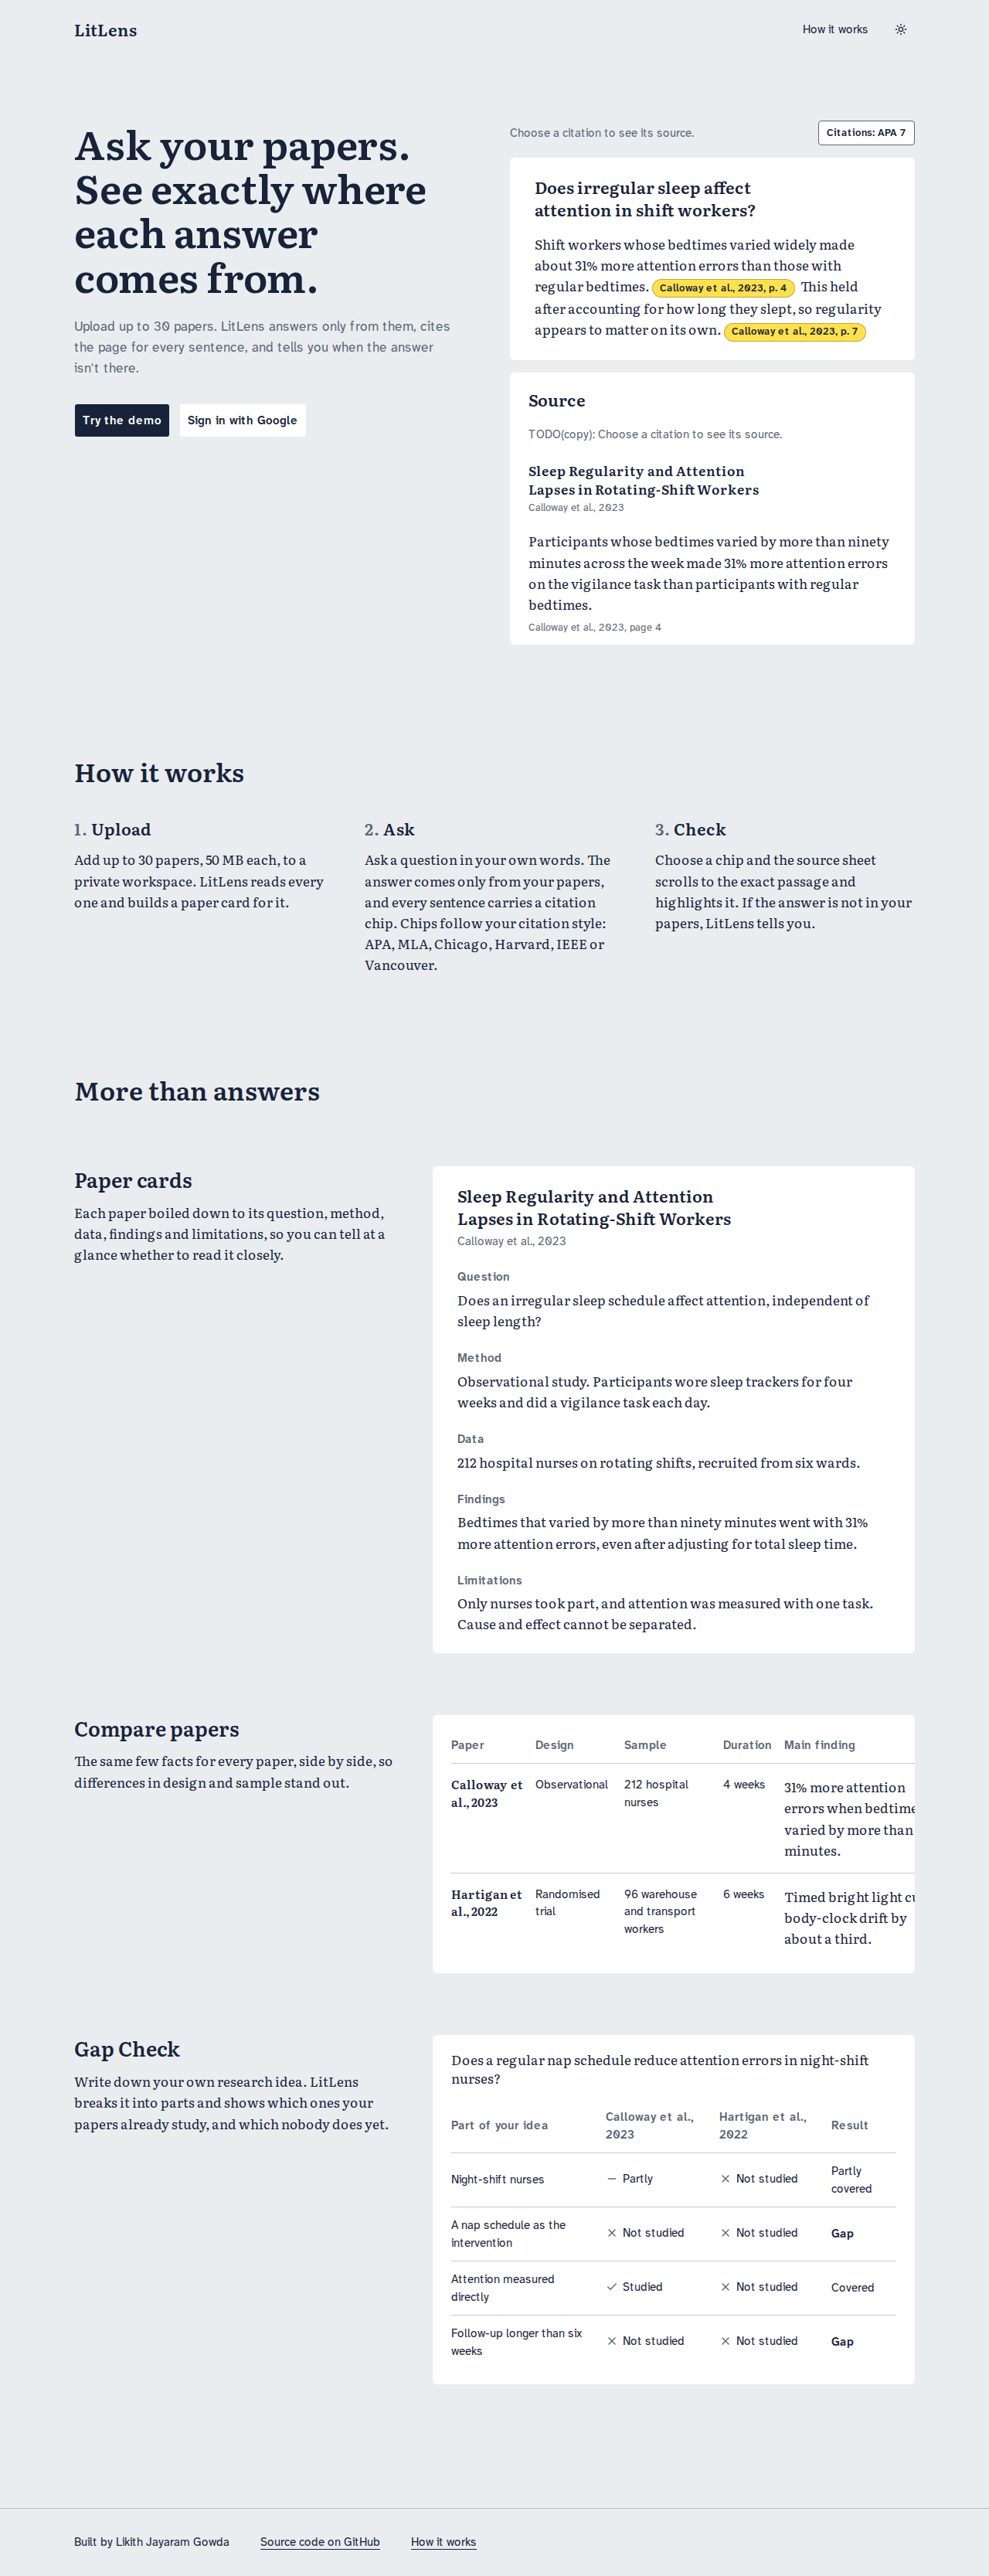 LitLens
How it works
Ask your papers.
See exactly where
each answer
comes from.
Upload up to 30 papers. LitLens answers only from them, cites
the page for every sentence, and tells you when the answer
isn't there.
Try the demo
Sign in with Google
Choose a citation to see its source.
Citations: APA 7
Does irregular sleep affect
attention in shift workers?
Shift workers whose bedtimes varied widely made
about 31% more attention errors than those with
regular bedtimes. Calloway et al., 2023, p. 4 This held
after accounting for how long they slept, so regularity
appears to matter on its own. Calloway et al., 2023, p. 7
Source
TODO(copy): Choose a citation to see its source.
Sleep Regularity and Attention
Lapses in Rotating-Shift Workers
Calloway et al., 2023
Participants whose bedtimes varied by more than ninety
minutes across the week made 31% more attention errors
on the vigilance task than participants with regular
bedtimes.
Calloway et al., 2023, page 4
How it works
1. Upload
Add up to 30 papers, 50 MB each, to a
private workspace. LitLens reads every
one and builds a paper card for it.
2. Ask
Ask a question in your own words. The
answer comes only from your papers,
and every sentence carries a citation
chip. Chips follow your citation style:
APA, MLA, Chicago, Harvard, IEEE or
Vancouver.
3. Check
Choose a chip and the source sheet
scrolls to the exact passage and
highlights it. If the answer is not in your
papers, LitLens tells you.
More than answers
Paper cards
Each paper boiled down to its question, method,
data, findings and limitations, so you can tell at a
glance whether to read it closely.
Sleep Regularity and Attention
Lapses in Rotating-Shift Workers
Calloway et al., 2023
Question
Does an irregular sleep schedule affect attention, independent of
sleep length?
Method
Observational study. Participants wore sleep trackers for four
weeks and did a vigilance task each day.
Data
212 hospital nurses on rotating shifts, recruited from six wards.
Findings
Bedtimes that varied by more than ninety minutes went with 31%
more attention errors, even after adjusting for total sleep time.
Limitations
Only nurses took part, and attention was measured with one task.
Cause and effect cannot be separated.
Compare papers
The same few facts for every paper, side by side, so
differences in design and sample stand out.
Paper Design Sample Duration Main finding
Calloway et
al., 2023
Observational
212 hospital
nurses
4 weeks
31% more attention
errors when bedtime
varied by more than
minutes.
Hartigan et
al., 2022
Randomised
trial
96 warehouse
and transport
workers
6 weeks
Timed bright light cu
body-clock drift by
about a third.
Gap Check
Write down your own research idea. LitLens
breaks it into parts and shows which ones your
papers already study, and which nobody does yet.
Does a regular nap schedule reduce attention errors in night-shift
nurses?
Part of your idea
Calloway et al.,
2023
Hartigan et al.,
2022
Result
Night-shift nurses
Partly
Not studied
Partly
covered
A nap schedule as the
intervention
Not studied
Not studied
Gap
Attention measured
directly
Studied
Not studied
Covered
Follow-up longer than six
weeks
Not studied
Not studied
Gap
Built by Likith Jayaram Gowda
Source code on GitHub
How it works